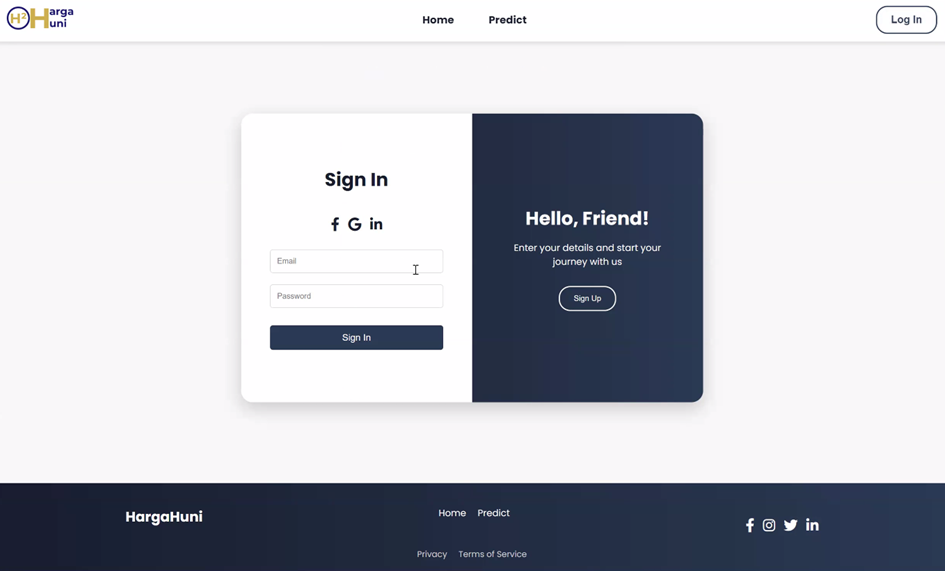 H2 Harga
Huni
Home Predict
Log In
Sign In
Email
Password
Sign In
Hello, Friend!
Enter your details and start your
journey with us
Sign Up
HargaHuni
Home Predict
Privacy Terms of Service